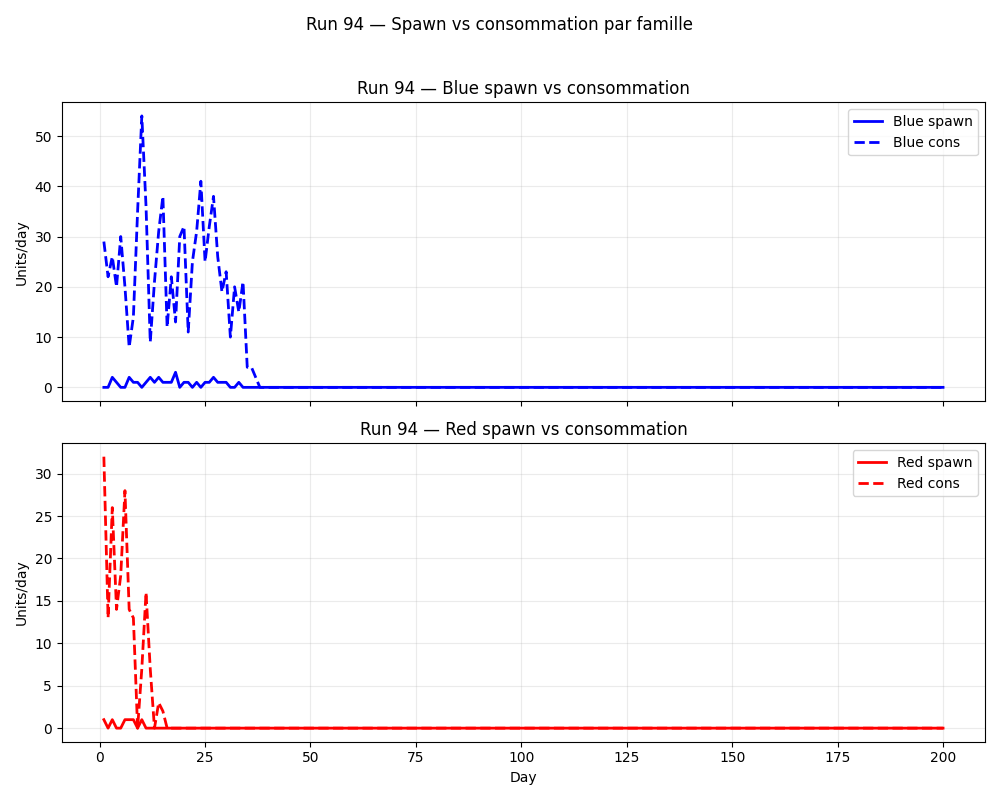 Run 94 — Spawn vs consommation par famille
Run 94 — Blue spawn vs consommation
Blue spawn
Blue cons
50
40
30
20
10
0
Units/day
Run 94 — Red spawn vs consommation
Red spawn
Red cons
30
25
20
15
10
5
0
Units/day
0 25 50 75 100 125 150 175 200
Day